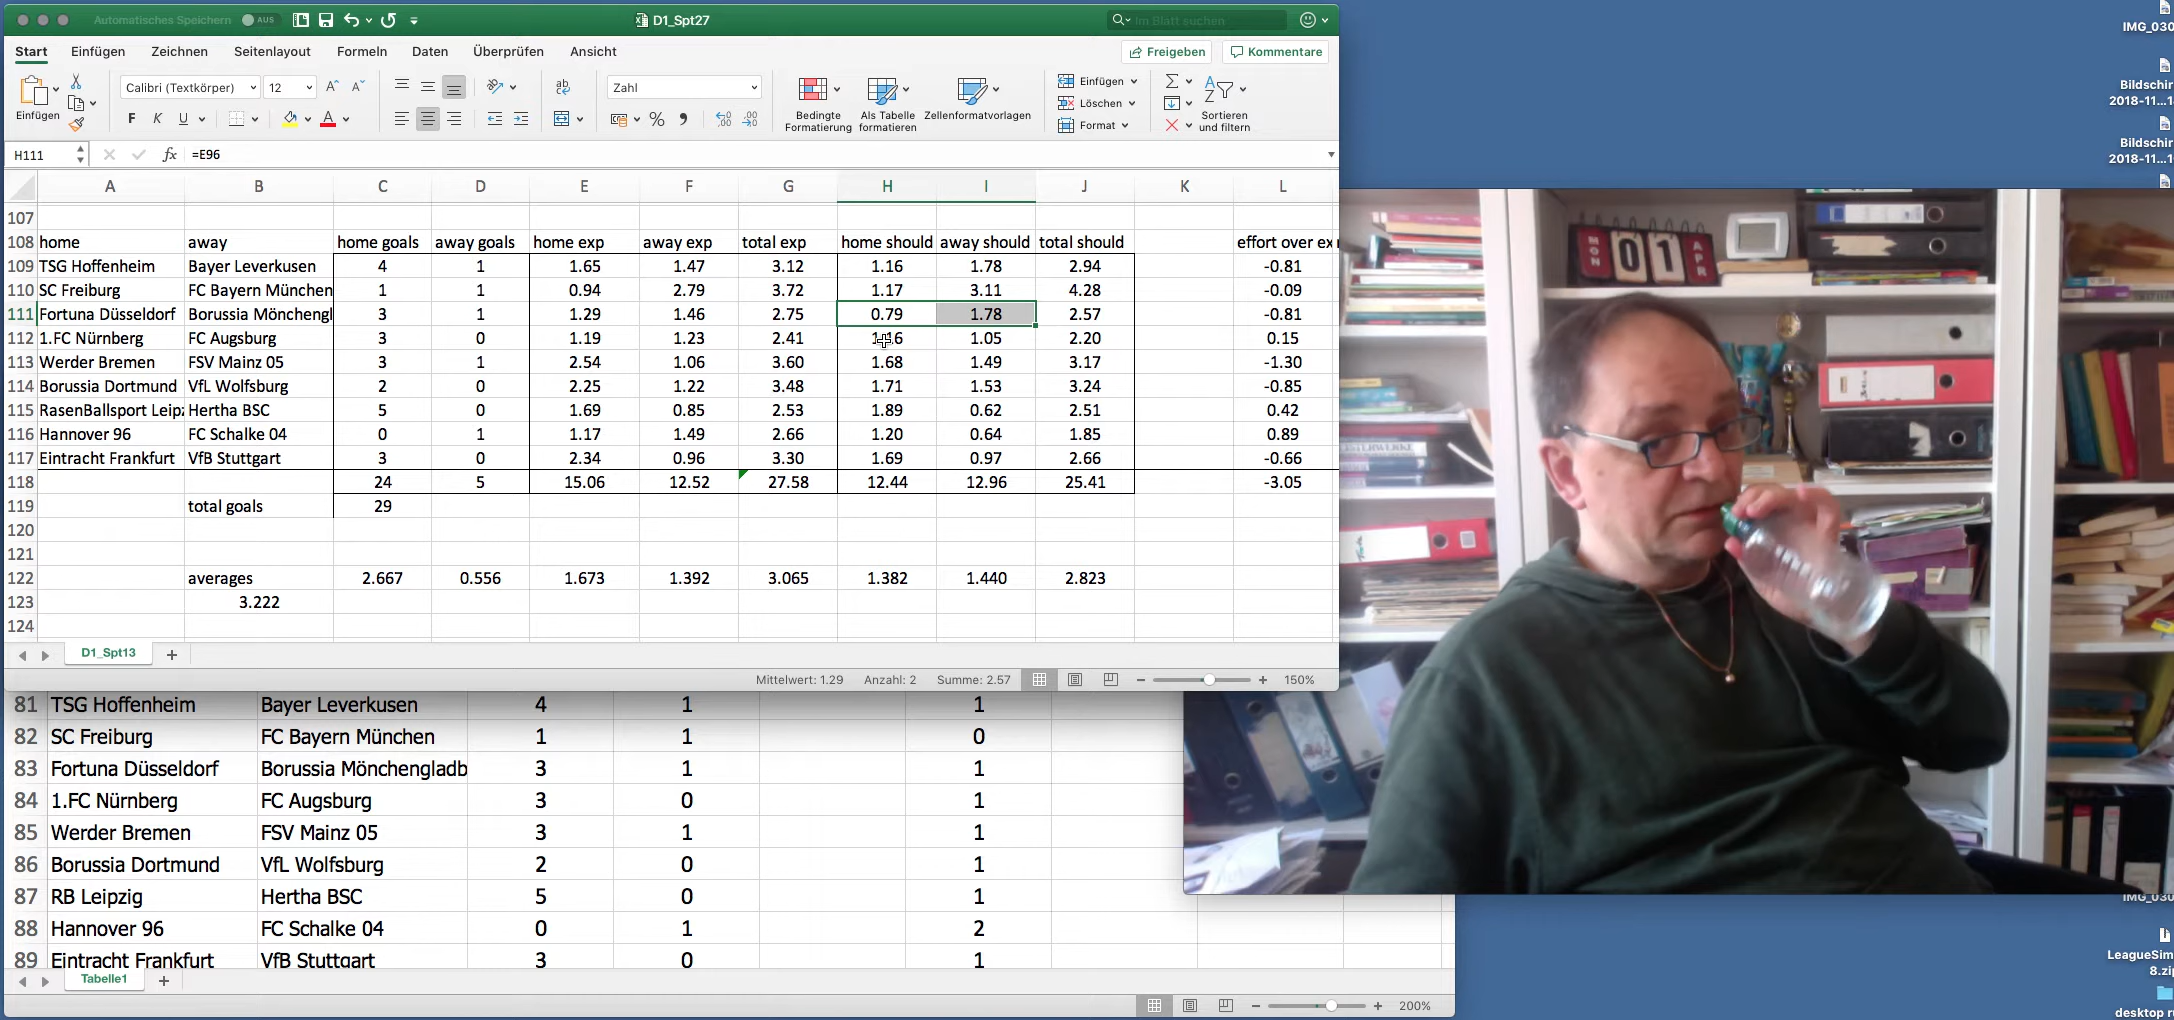 Automatisches Speichern AUS
D1_Spt27
Im Blatt suchen
Start Einfügen Zeichnen Seitenlayout Formeln Daten Überprüfen Ansicht
Freigeben Kommentare
Einfügen
Calibri (Textkörper) 12
F K U
Zahl
Bedingte Formatierung
Als Tabelle formatieren
Zellenformatvorlagen
Einfügen
Löschen
Format
Sortieren und filtern
H111 fx =E96
A B C D E F G H I J K L
107
108 home away home goals away goals home exp away exp total exp home should away should total should effort over ex
109 TSG Hoffenheim Bayer Leverkusen 4 1 1.65 1.47 3.12 1.16 1.78 2.94 -0.81
110 SC Freiburg FC Bayern München 1 1 0.94 2.79 3.72 1.17 3.11 4.28 -0.09
111 Fortuna Düsseldorf Borussia Möncheng 3 1 1.29 1.46 2.75 0.79 1.78 2.57 -0.81
112 1.FC Nürnberg FC Augsburg 3 0 1.19 1.23 2.41 1.05 2.20 0.15
113 Werder Bremen FSV Mainz 05 3 1 2.54 1.06 3.60 1.68 1.49 3.17 -1.30
114 Borussia Dortmund VfL Wolfsburg 2 0 2.25 1.22 3.48 1.71 1.53 3.24 -0.85
115 RasenBallsport Leipz Hertha BSC 5 0 1.69 0.85 2.53 1.89 0.62 2.51 0.42
116 Hannover 96 FC Schalke 04 0 1 1.17 1.49 2.66 1.20 0.64 1.85 0.89
117 Eintracht Frankfurt VfB Stuttgart 3 0 2.34 0.96 3.30 1.69 0.97 2.66 -0.66
118 24 5 15.06 12.52 27.58 12.44 12.96 25.41 -3.05
119 total goals 29
120
121
122 averages 2.667 0.556 1.673 1.392 3.065 1.382 1.440 2.823
123 3.222
124
D1_Spt13
Mittelwert: 1.29 Anzahl: 2 Summe: 2.57 150%
81 TSG Hoffenheim Bayer Leverkusen 4 1 1
82 SC Freiburg FC Bayern München 1 1 0
83 Fortuna Düsseldorf Borussia Mönchengladb 3 1 1
84 1.FC Nürnberg FC Augsburg 3 0 1
85 Werder Bremen FSV Mainz 05 3 1 1
86 Borussia Dortmund VfL Wolfsburg 2 0 1
87 RB Leipzig Hertha BSC 5 0 1
88 Hannover 96 FC Schalke 04 0 1 2
89 Eintracht Frankfurt VfB Stuttgart 3 0 1
Tabelle1
200%
IMG_030
Bildschir
2018-11...1
Bildschir
2018-11...1
MON 01 APR
IMG_030
LeagueSim
8.zip
desktop r